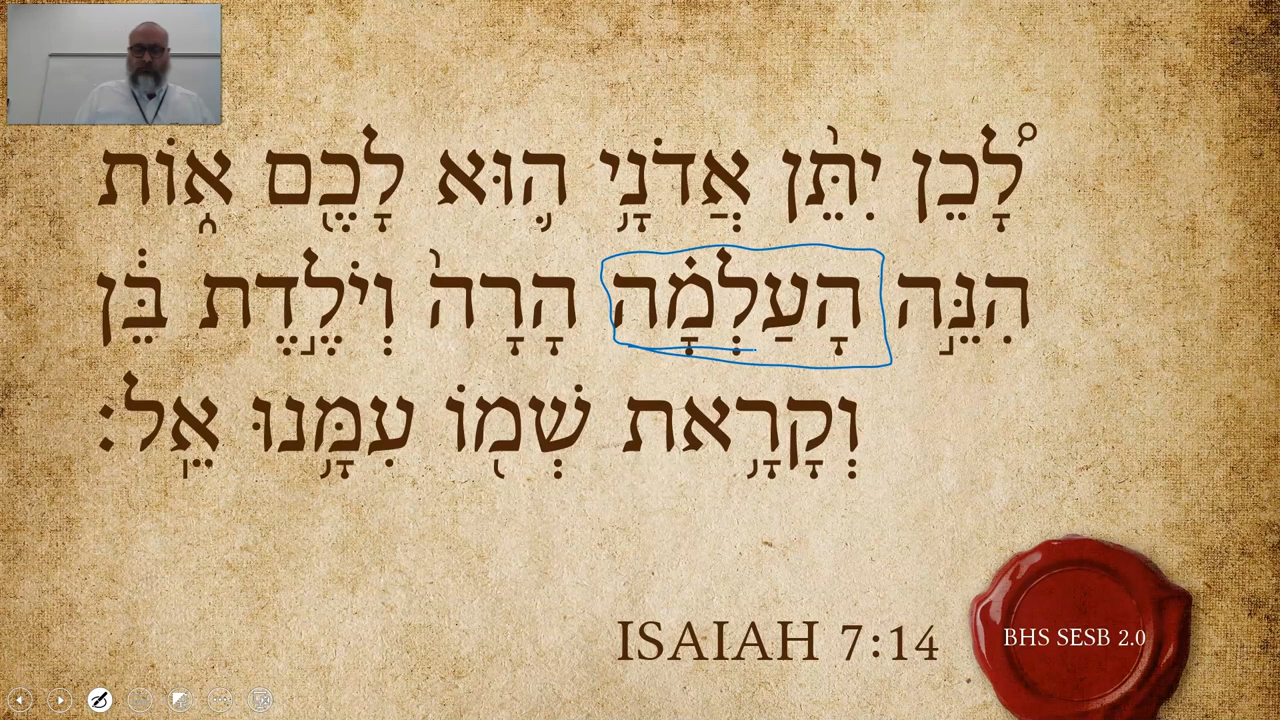 לָכֵן יִתֵּ֨ן אֲדֹנָ֥י ה֛וּא לָכֶ֖ם א֑וֹת
הִנֵּ֣ה הָעַלְמָ֗ה הָרָה֙ וְיֹלֶ֣דֶת בֵּ֔ן
וְקָרָ֥את שְׁמ֖וֹ עִמָּ֥נוּ אֵֽל׃
ISAIAH 7:14
BHS SESB 2.0